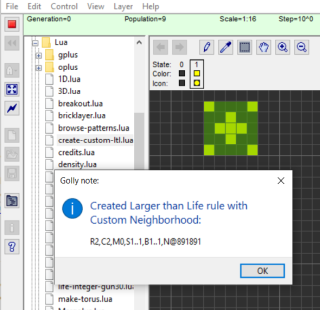 File Edit Control View Layer Help
Generation=0 Population=9 Scale=1:16 Step=10^0
Lua
gplus
oplus
1D.lua
3D.lua
breakout.lua
bricklayer.lua
browse-patterns.lua
create-custom-ltl.lua
credits.lua
density.lua
State: 0 1
Color:
Icon:
Golly note:
Created Larger than Life rule with
Custom Neighborhood:
R2,C2,M0,S1..1,B1..1,N@891891
OK
life-integer-gun30.lua
make-torus.lua